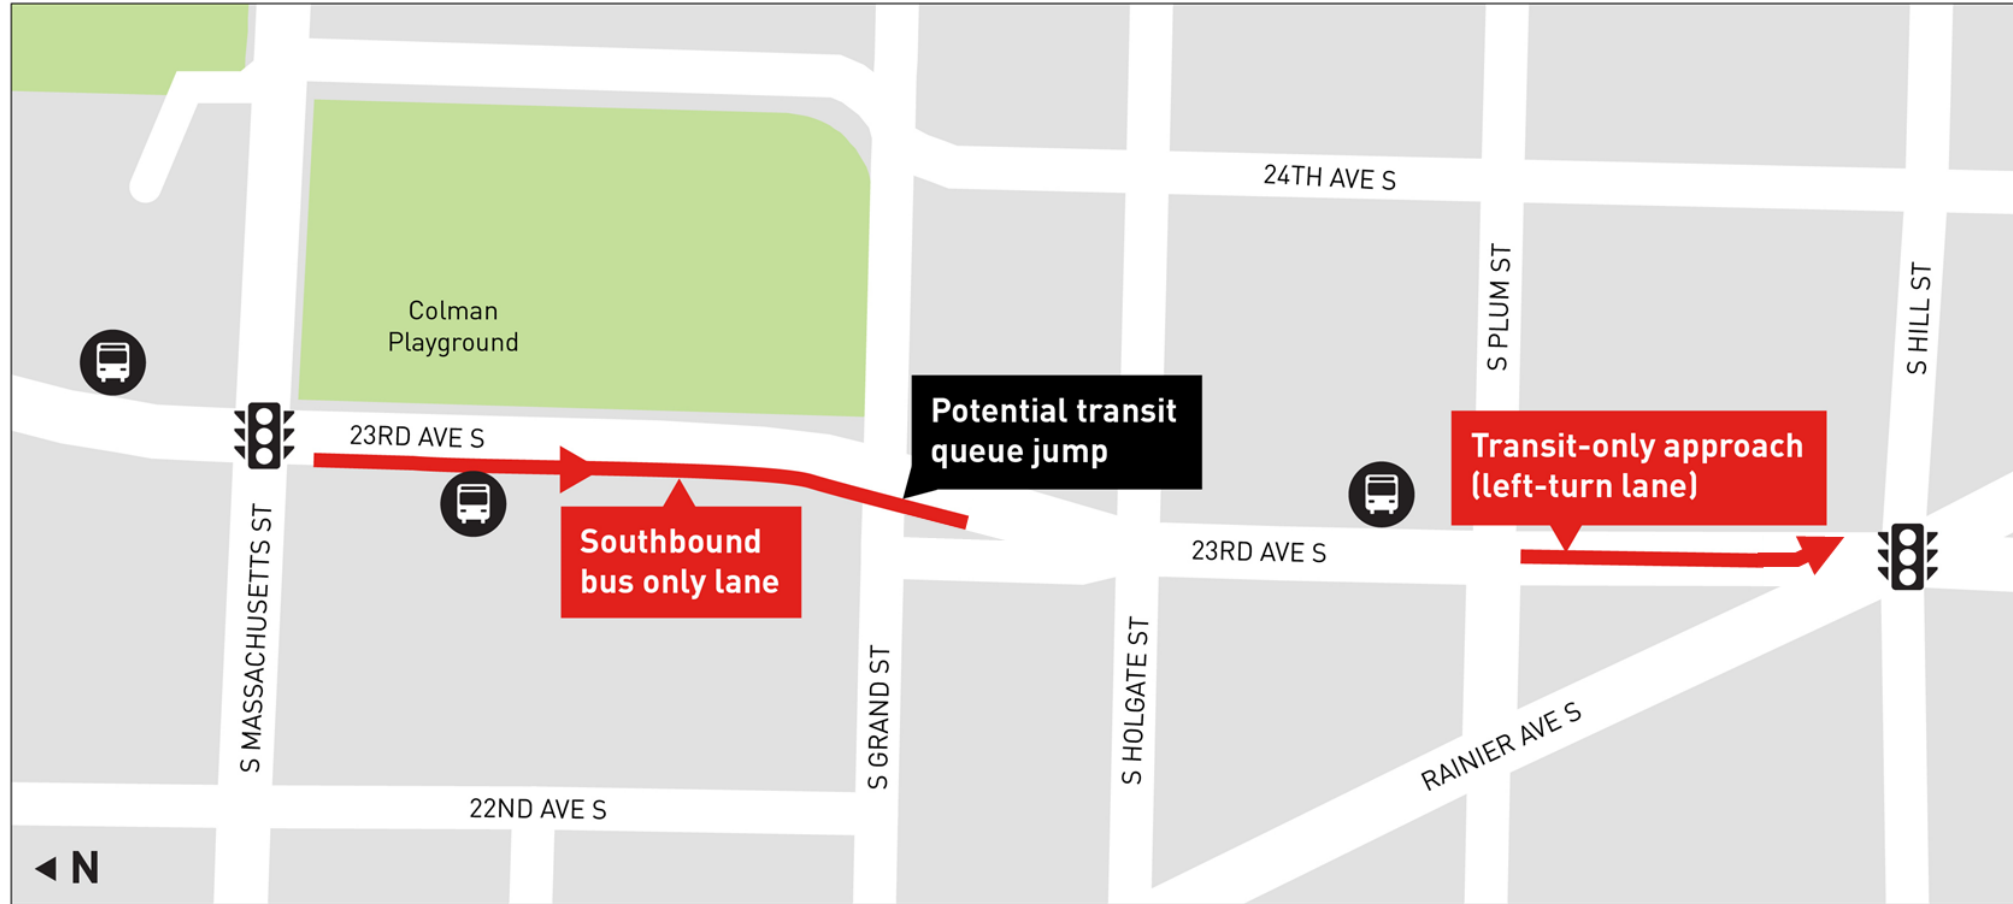 24TH AVE S
S PLUM ST
S HILL ST
Colman
Playground
23RD AVE S
Potential transit
queue jump
Transit-only approach
(left-turn lane)
Southbound
bus only lane
23RD AVE S
S MASSACHUSETTS ST
S GRAND ST
S HOLGATE ST
RAINIER AVE S
22ND AVE S
N